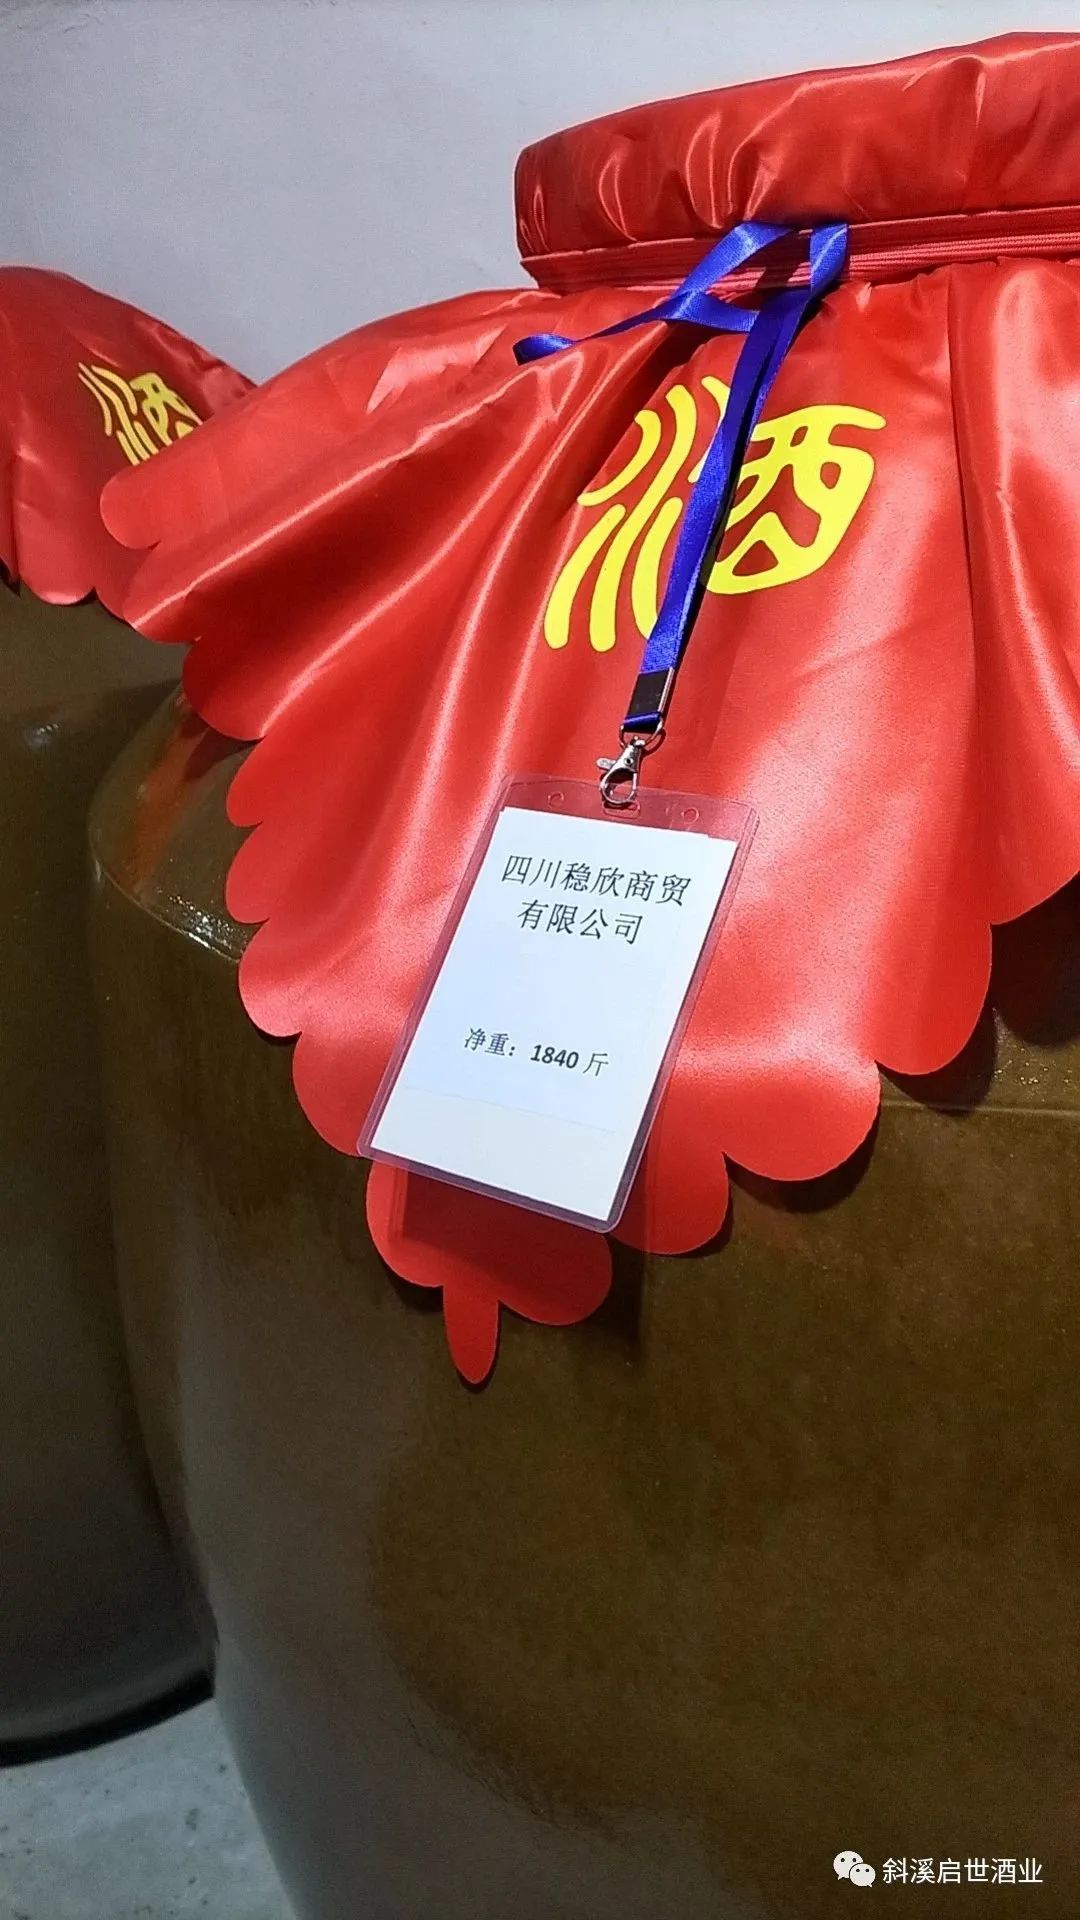 酒
酒
四川稳欣商贸
有限公司
净重：1840 斤
斜溪启世酒业